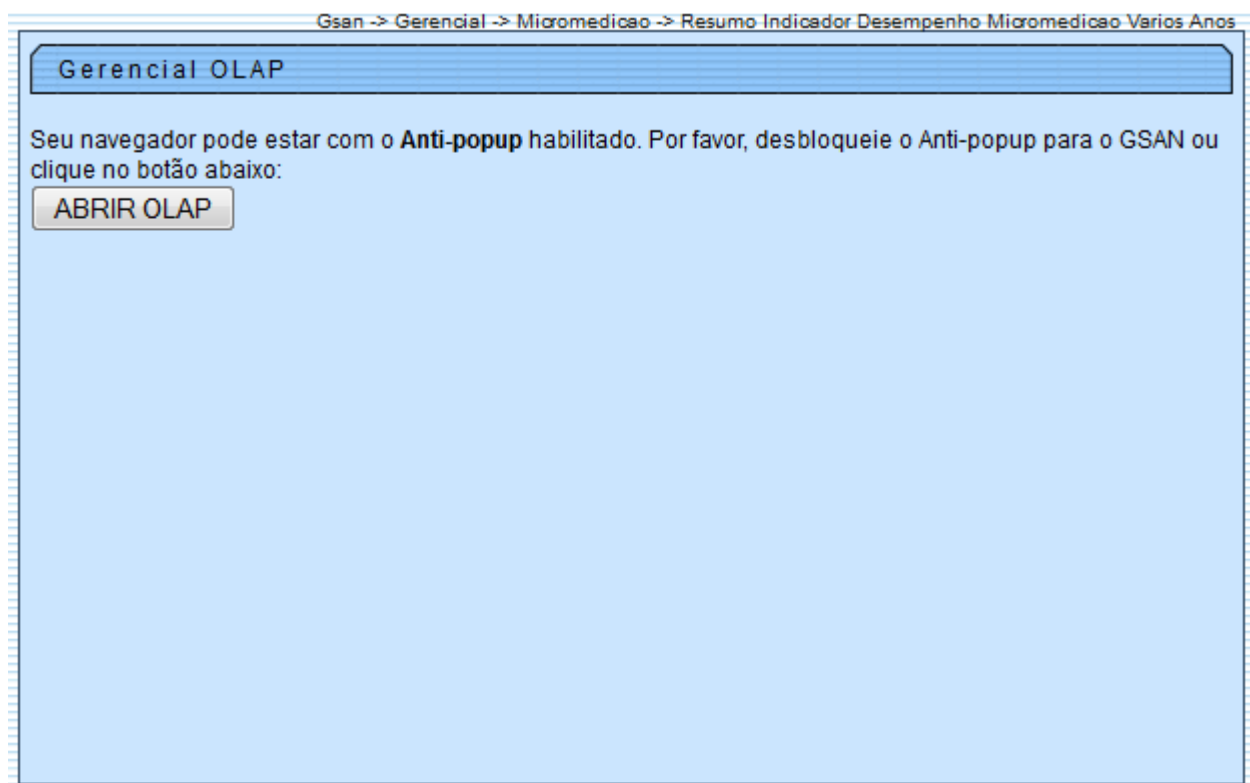 Gsan -> Gerencial -> Micromedicao -> Resumo Indicador Desempenho Micromedicao Varios Anos
Gerencial OLAP
Seu navegador pode estar com o Anti-popup habilitado. Por favor, desbloqueie o Anti-popup para o GSAN ou
clique no botão abaixo:
ABRIR OLAP